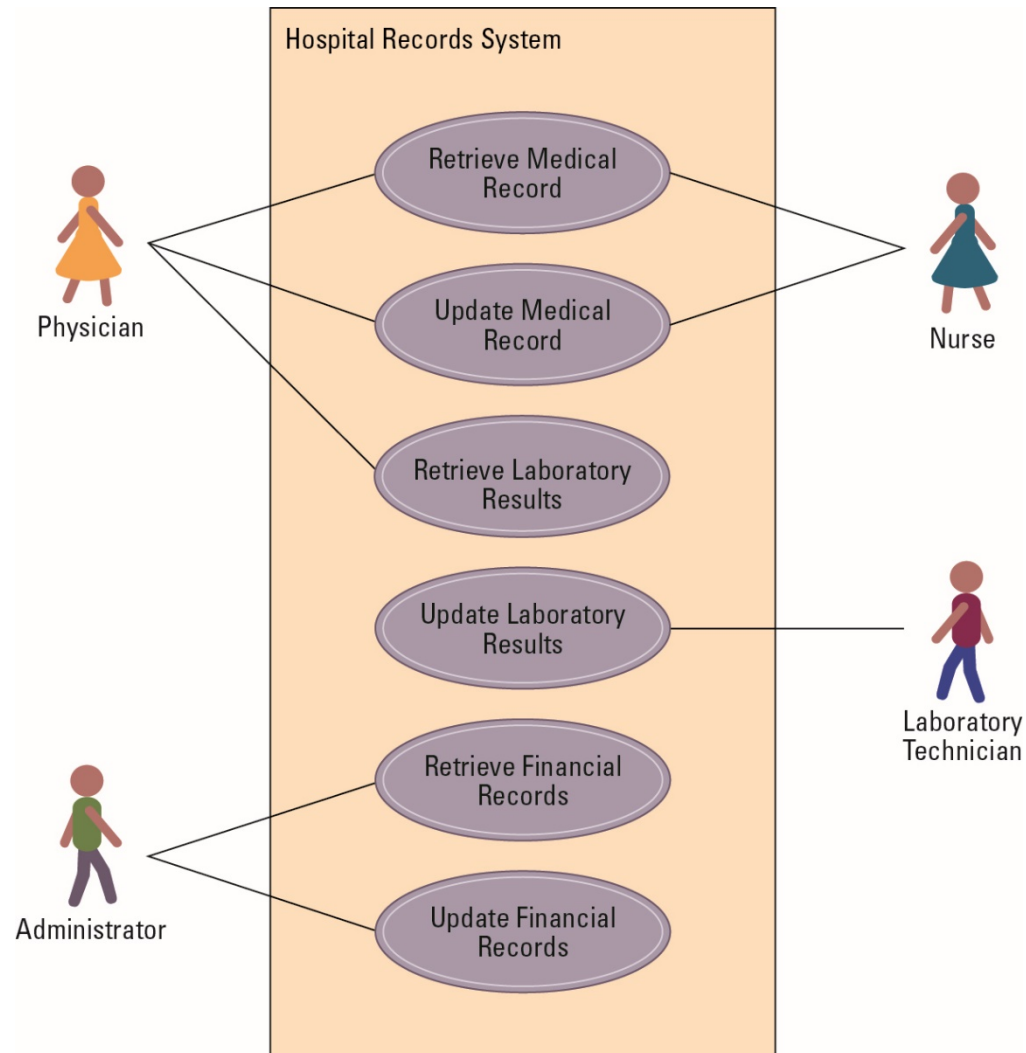 Hospital Records System
Retrieve Medical
Record
Physician
Update Medical
Record
Nurse
Retrieve Laboratory
Results
Update Laboratory
Results
Laboratory
Technician
Retrieve Financial
Records
Administrator
Update Financial
Records